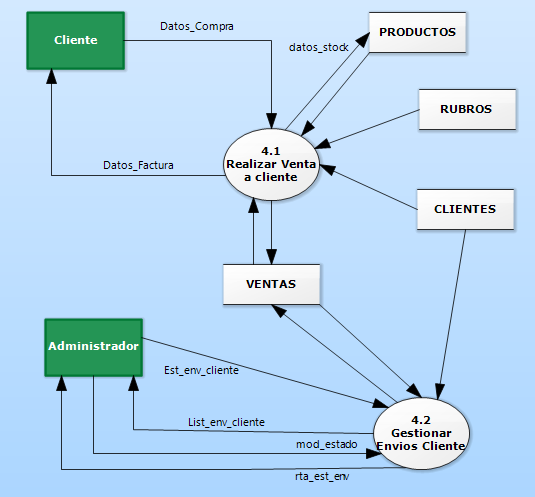 Datos_Compra
PRODUCTOS
Cliente
datos_stock
RUBROS
4.1
Realizar Venta
a cliente
Datos_Factura
CLIENTES
VENTAS
Administrador
Est_env_cliente
4.2
Gestionar
Envios Cliente
List_env_cliente
mod_estado
rta_est_env